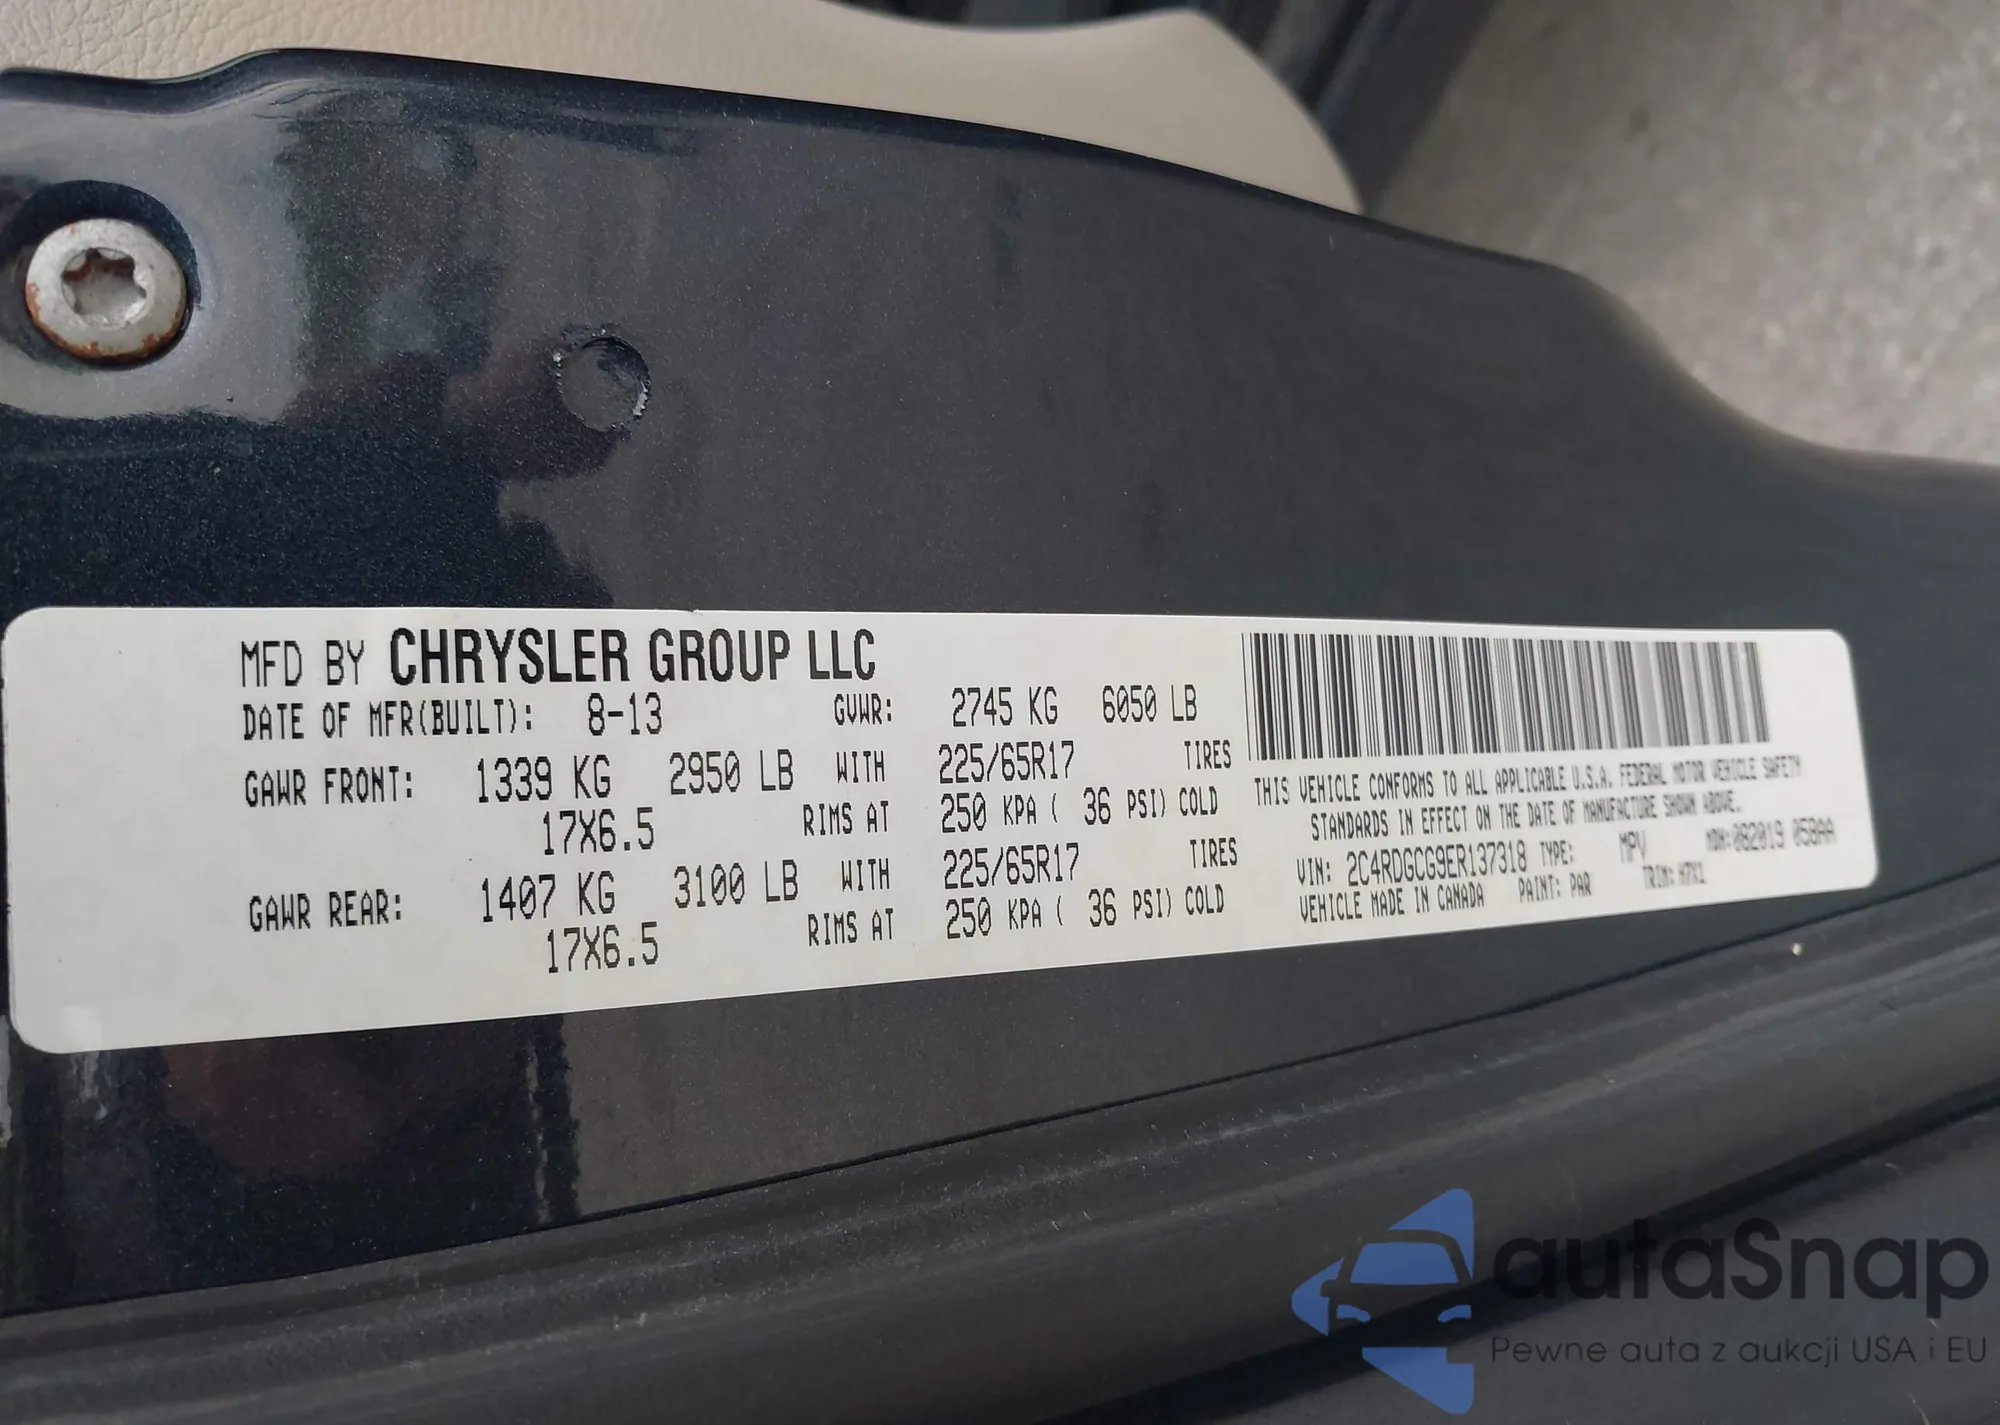 MFD BY CHRYSLER GROUP LLC
DATE OF MFR(BUILT): 8-13 GVWR: 2745 KG 6050 LB
GAWR FRONT: 1339 KG 2950 LB WITH 225/65R17 TIRES
17X6.5 RIMS AT 250 KPA ( 36 PSI) COLD
GAWR REAR: 1407 KG 3100 LB WITH 225/65R17 TIRES
17X6.5 RIMS AT 250 KPA ( 36 PSI) COLD
THIS VEHICLE CONFORMS TO ALL APPLICABLE U.S.A. FEDERAL MOTOR VEHICLE SAFETY
STANDARDS IN EFFECT ON THE DATE OF MANUFACTURE SHOWN ABOVE.
VIN: 2C4RDGCG9ER137318 TYPE: MPV MDH:082019 058AA
VEHICLE MADE IN CANADA PAINT: PAR TRIM:
autaSnap
Pewne auta z aukcji USA i EU